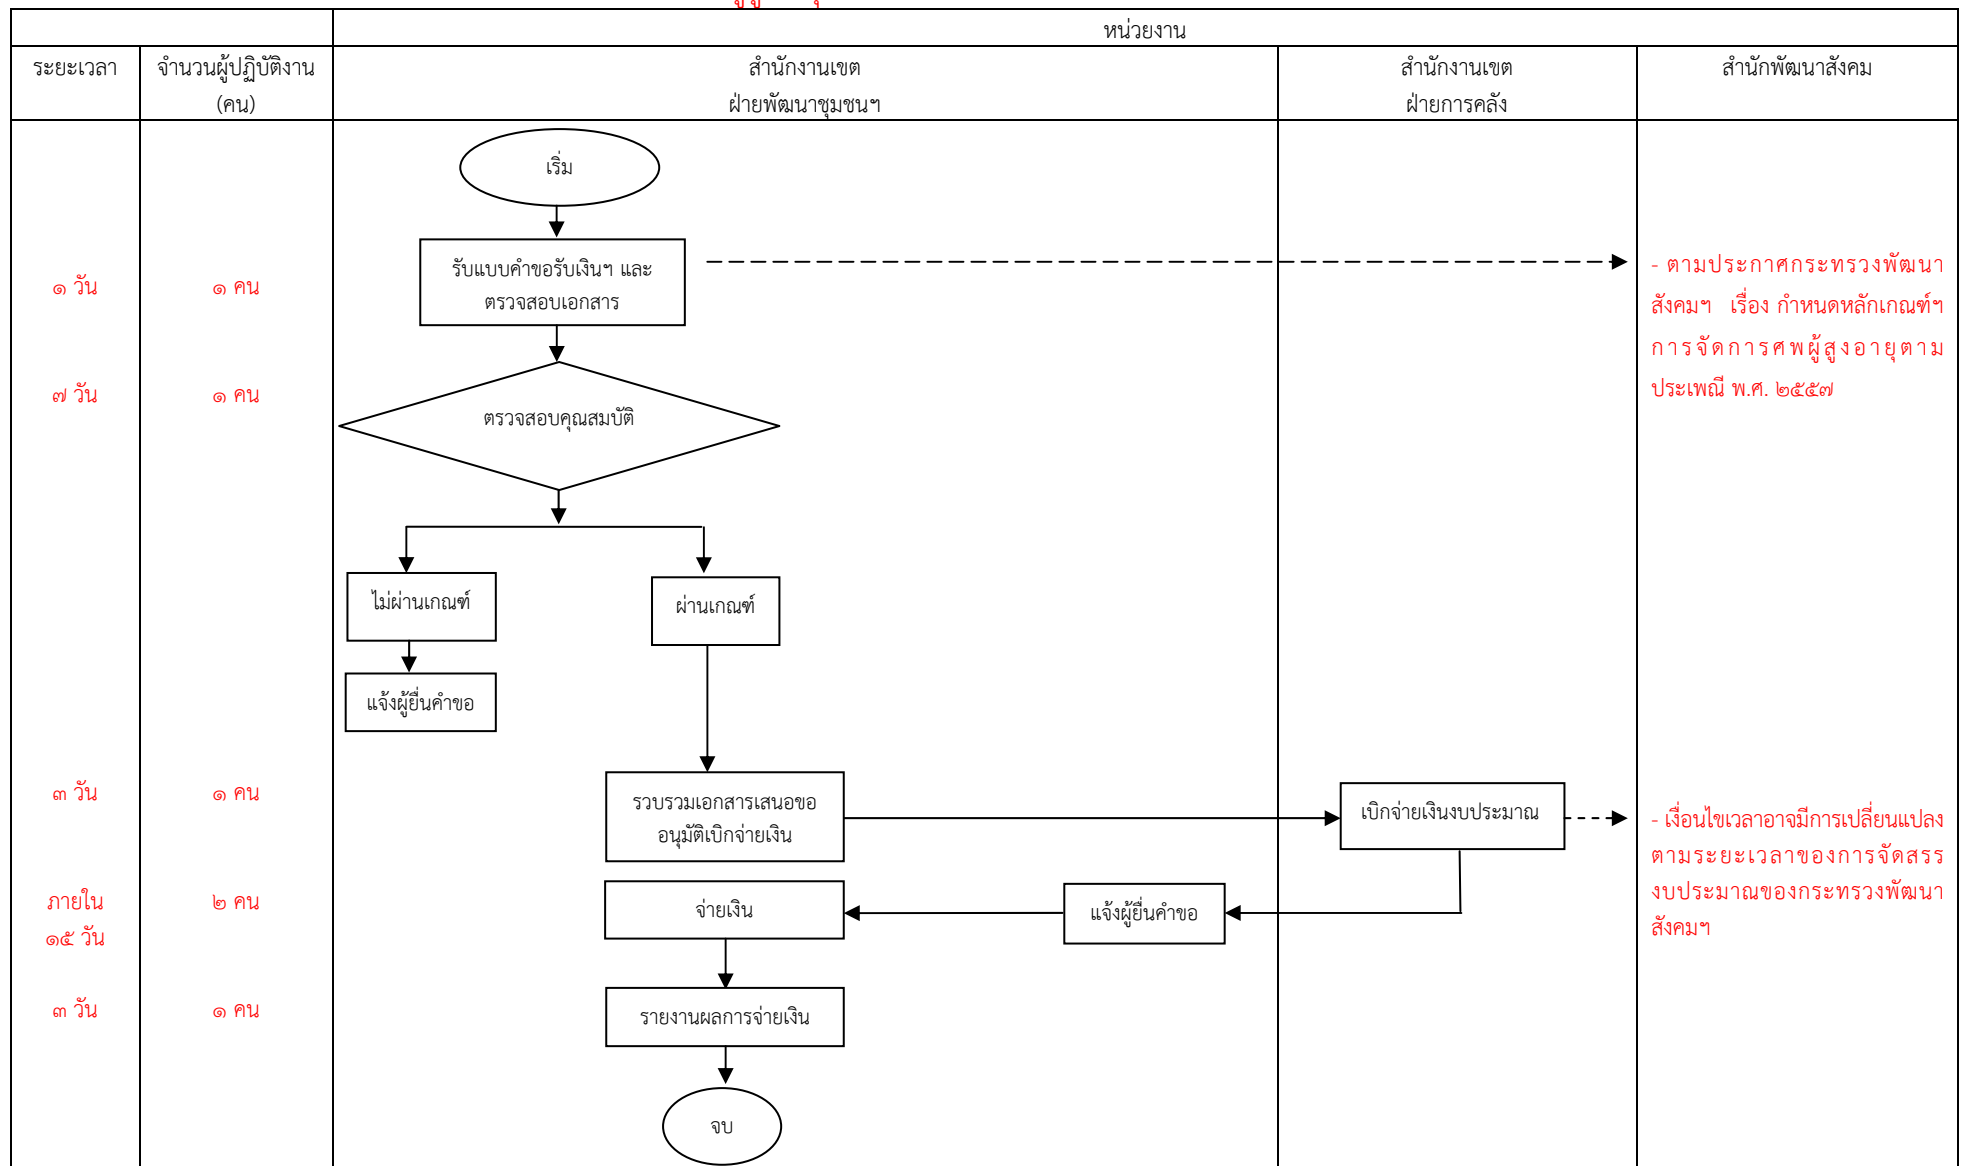 หน่วยงาน
ระยะเวลา
จำนวนผู้ปฏิบัติงาน
(คน)
สำนักงานเขต
ฝ่ายพัฒนาชุมชนฯ
สำนักงานเขต
ฝ่ายการคลัง
สำนักพัฒนาสังคม
เริ่ม
๑ วัน
๑ คน
รับแบบคำขอรับเงินฯ และ
ตรวจสอบเอกสาร
- ตามประกาศกระทรวงพัฒนา
สังคมฯ เรื่อง กำหนดหลักเกณฑ์ฯ
การจัดการศพผู้สูงอายุตาม
ประเพณี พ.ศ. ๒๕๕๗
๗ วัน
๑ คน
ตรวจสอบคุณสมบัติ
ไม่ผ่านเกณฑ์
ผ่านเกณฑ์
แจ้งผู้ยื่นคำขอ
๓ วัน
๑ คน
รวบรวมเอกสารเสนอขอ
อนุมัติเบิกจ่ายเงิน
เบิกจ่ายเงินงบประมาณ
- เงื่อนไขเวลาอาจมีการเปลี่ยนแปลง
ตามระยะเวลาของการจัดสรร
งบประมาณของกระทรวงพัฒนา
สังคมฯ
ภายใน
๑๕ วัน
๒ คน
จ่ายเงิน
แจ้งผู้ยื่นคำขอ
๓ วัน
๑ คน
รายงานผลการจ่ายเงิน
จบ